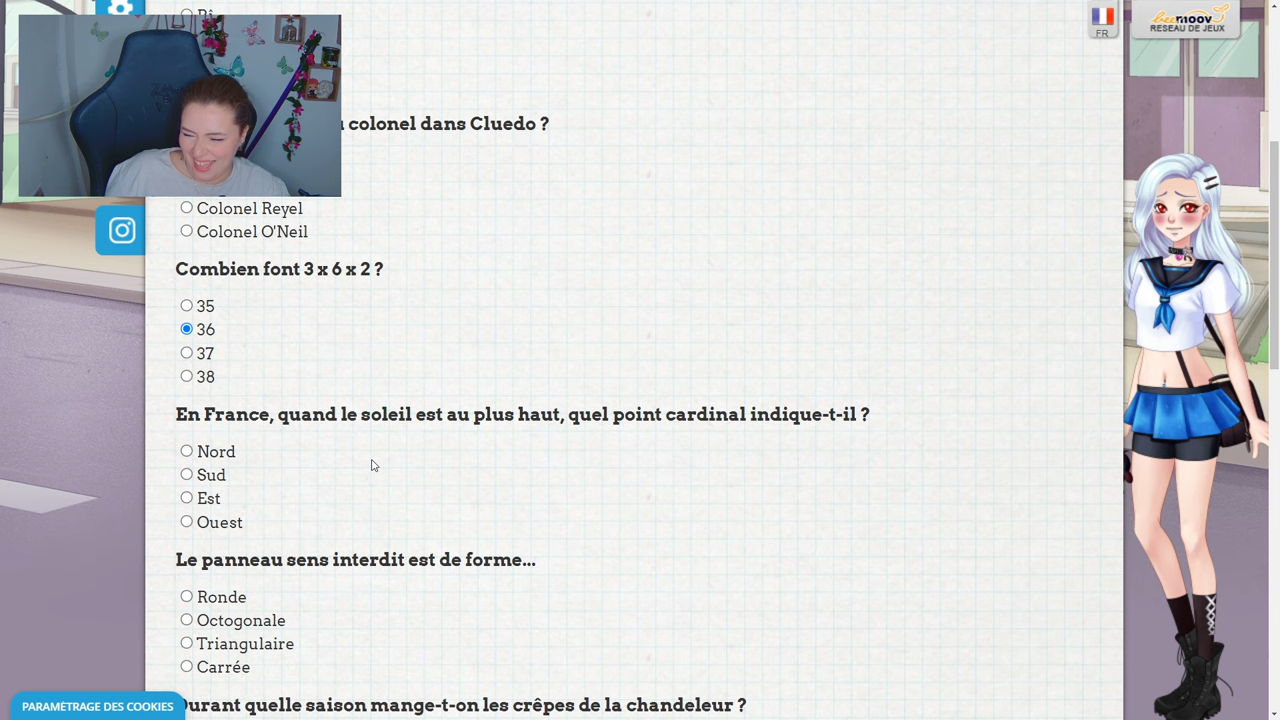 FR
beemoov
RESEAU DE JEUX
colonel dans Cluedo ?
Colonel Reyel
Colonel O'Neil
Combien font 3 x 6 x 2 ?
35
36
37
38
En France, quand le soleil est au plus haut, quel point cardinal indique-t-il ?
Nord
Sud
Est
Ouest
Le panneau sens interdit est de forme...
Ronde
Octogonale
Triangulaire
Carrée
Durant quelle saison mange-t-on les crêpes de la chandeleur ?
PARAMÉTRAGE DES COOKIES